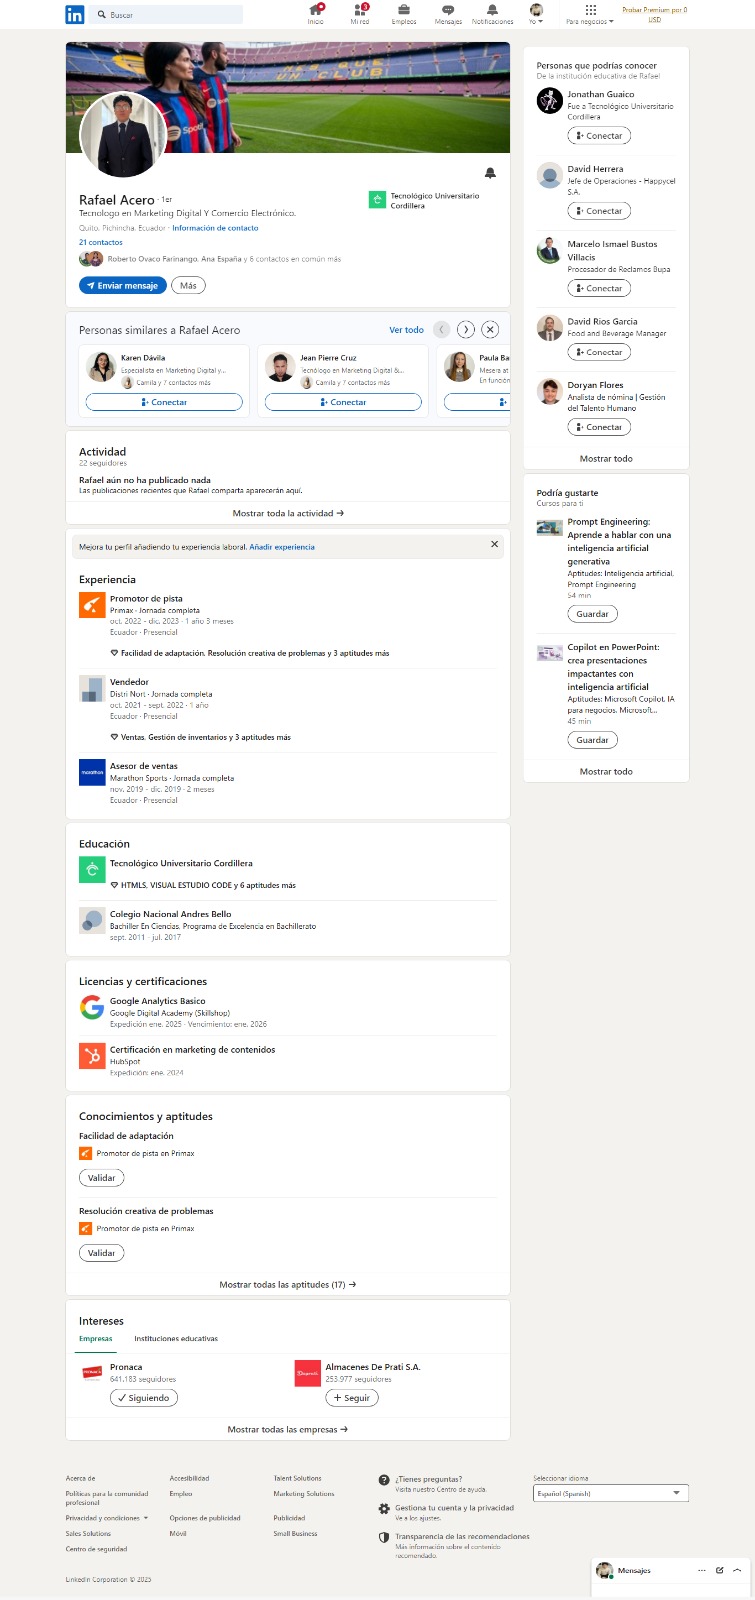 Buscar
Inicio
Mi red
Empleos
Mensajes
Notificaciones
Yo
Para negocios
Probar Premium por 0
USD
MÉS QUE
UN CLUB
Spotify
Rafael Acero · 1er
Tecnologo en Marketing Digital Y Comercio Electrónico.
Quito, Pichincha, Ecuador · Información de contacto
21 contactos
Roberto Ovaco Farinango, Ana España y 6 contactos en común más
Enviar mensaje
Más
Tecnológico Universitario
Cordillera
Personas similares a Rafael Acero
Ver todo
Karen Dávila
Especialista en Marketing Digital y...
Camila y 7 contactos más
Conectar
Jean Pierre Cruz
Tecnólogo en Marketing Digital &...
Camila y 7 contactos más
Conectar
Paula Ba
Mesera at
En función
Actividad
22 seguidores
Rafael aún no ha publicado nada
Las publicaciones recientes que Rafael comparta aparecerán aquí.
Mostrar toda la actividad →
Mejora tu perfil añadiendo tu experiencia laboral. Añadir experiencia
Experiencia
Promotor de pista
Primax · Jornada completa
oct. 2022 - dic. 2023 · 1 año 3 meses
Ecuador · Presencial
Facilidad de adaptación, Resolución creativa de problemas y 3 aptitudes más
Vendedor
Distri Nort · Jornada completa
oct. 2021 - sept. 2022 · 1 año
Ecuador · Presencial
Ventas, Gestión de inventarios y 3 aptitudes más
marathon
Asesor de ventas
Marathon Sports · Jornada completa
nov. 2019 - dic. 2019 · 2 meses
Ecuador · Presencial
Educación
Tecnológico Universitario Cordillera
HTML5, VISUAL ESTUDIO CODE y 6 aptitudes más
Colegio Nacional Andres Bello
Bachiller En Ciencias, Programa de Excelencia en Bachillerato
sept. 2011 - jul. 2017
Licencias y certificaciones
Google Analytics Basico
Google Digital Academy (Skillshop)
Expedición ene. 2025 · Vencimiento: ene. 2026
Certificación en marketing de contenidos
HubSpot
Expedición: ene. 2024
Conocimientos y aptitudes
Facilidad de adaptación
Promotor de pista en Primax
Validar
Resolución creativa de problemas
Promotor de pista en Primax
Validar
Mostrar todas las aptitudes (17) →
Intereses
Empresas
Instituciones educativas
Pronaca
641.183 seguidores
Siguiendo
Almacenes De Prati S.A.
253.977 seguidores
Seguir
Mostrar todas las empresas →
Personas que podrías conocer
De la institución educativa de Rafael
Jonathan Guaico
Fue a Tecnológico Universitario
Cordillera
Conectar
David Herrera
Jefe de Operaciones - Happycel
S.A.
Conectar
Marcelo Ismael Bustos
Villacis
Procesador de Reclamos Bupa
Conectar
David Rios Garcia
Food and Beverage Manager
Conectar
Doryan Flores
Analista de nómina | Gestión
del Talento Humano
Conectar
Mostrar todo
Podría gustarte
Cursos para ti
Prompt Engineering:
Aprende a hablar con una
inteligencia artificial
generativa
Aptitudes: Inteligencia artificial,
Prompt Engineering
54 min
Guardar
Copilot en PowerPoint:
crea presentaciones
impactantes con
inteligencia artificial
Aptitudes: Microsoft Copilot, IA
para negocios, Microsoft...
45 min
Guardar
Mostrar todo
Acerca de
Accesibilidad
Talent Solutions
Políticas para la comunidad
profesional
Empleo
Marketing Solutions
Privacidad y condiciones
Opciones de publicidad
Publicidad
Sales Solutions
Móvil
Small Business
Centro de seguridad
¿Tienes preguntas?
Visita nuestro Centro de ayuda.
Gestiona tu cuenta y la privacidad
Ve a los ajustes.
Transparencia de las recomendaciones
Más información sobre el contenido
recomendado.
Seleccionar idioma
Español (Spanish)
LinkedIn Corporation © 2025
Mensajes